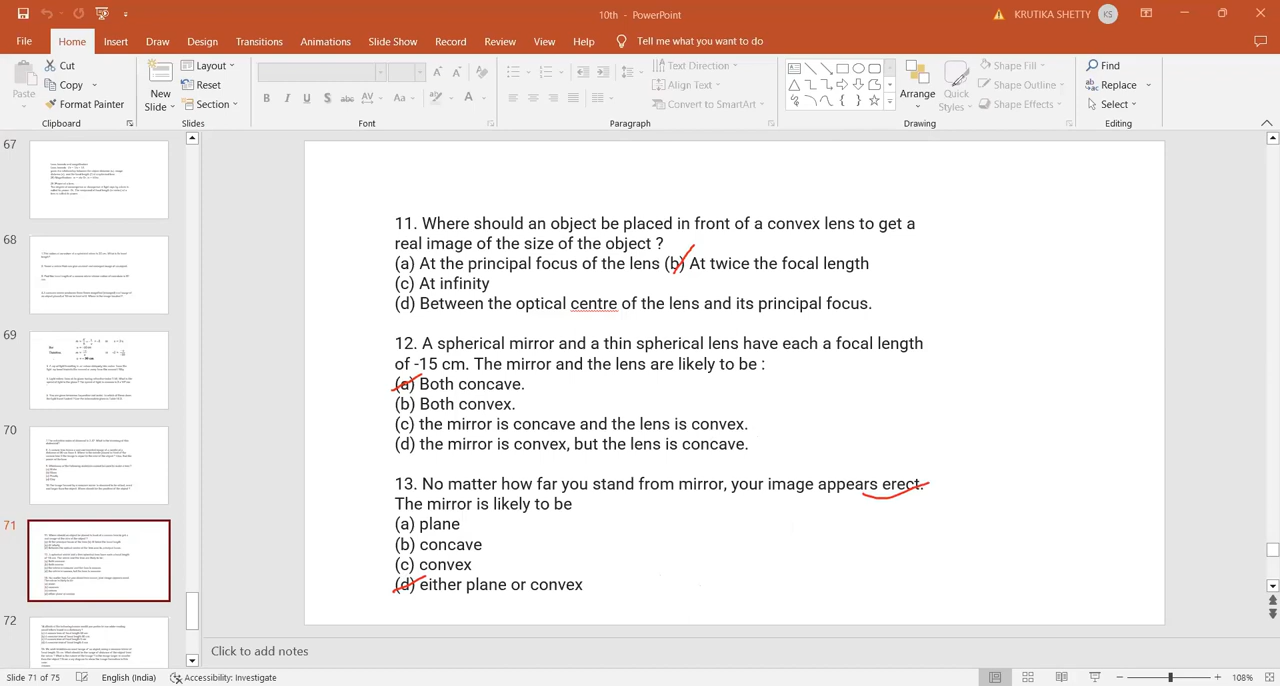 10th - PowerPoint
KRUTIKA SHETTY KS
File Home Insert Draw Design Transitions Animations Slide Show Record Review View Help Tell me what you want to do
Paste Cut Copy Format Painter
Clipboard
New Slide Layout Reset Section
Slides
B I U S abc AV Aa A
Font
Text Direction Align Text Convert to SmartArt
Paragraph
Arrange Quick Styles Shape Fill Shape Outline Shape Effects
Drawing
Find Replace Select
Editing
67
68
69
70
71
72
11. Where should an object be placed in front of a convex lens to get a
real image of the size of the object ?
(a) At the principal focus of the lens (b) At twice the focal length
(c) At infinity
(d) Between the optical centre of the lens and its principal focus.
12. A spherical mirror and a thin spherical lens have each a focal length
of -15 cm. The mirror and the lens are likely to be :
(a) Both concave.
(b) Both convex.
(c) the mirror is concave and the lens is convex.
(d) the mirror is convex, but the lens is concave.
13. No matter how far you stand from mirror, your image appears erect.
The mirror is likely to be
(a) plane
(b) concave
(c) convex
(d) either plane or convex
Click to add notes
Slide 71 of 75 English (India) Accessibility: Investigate 108%